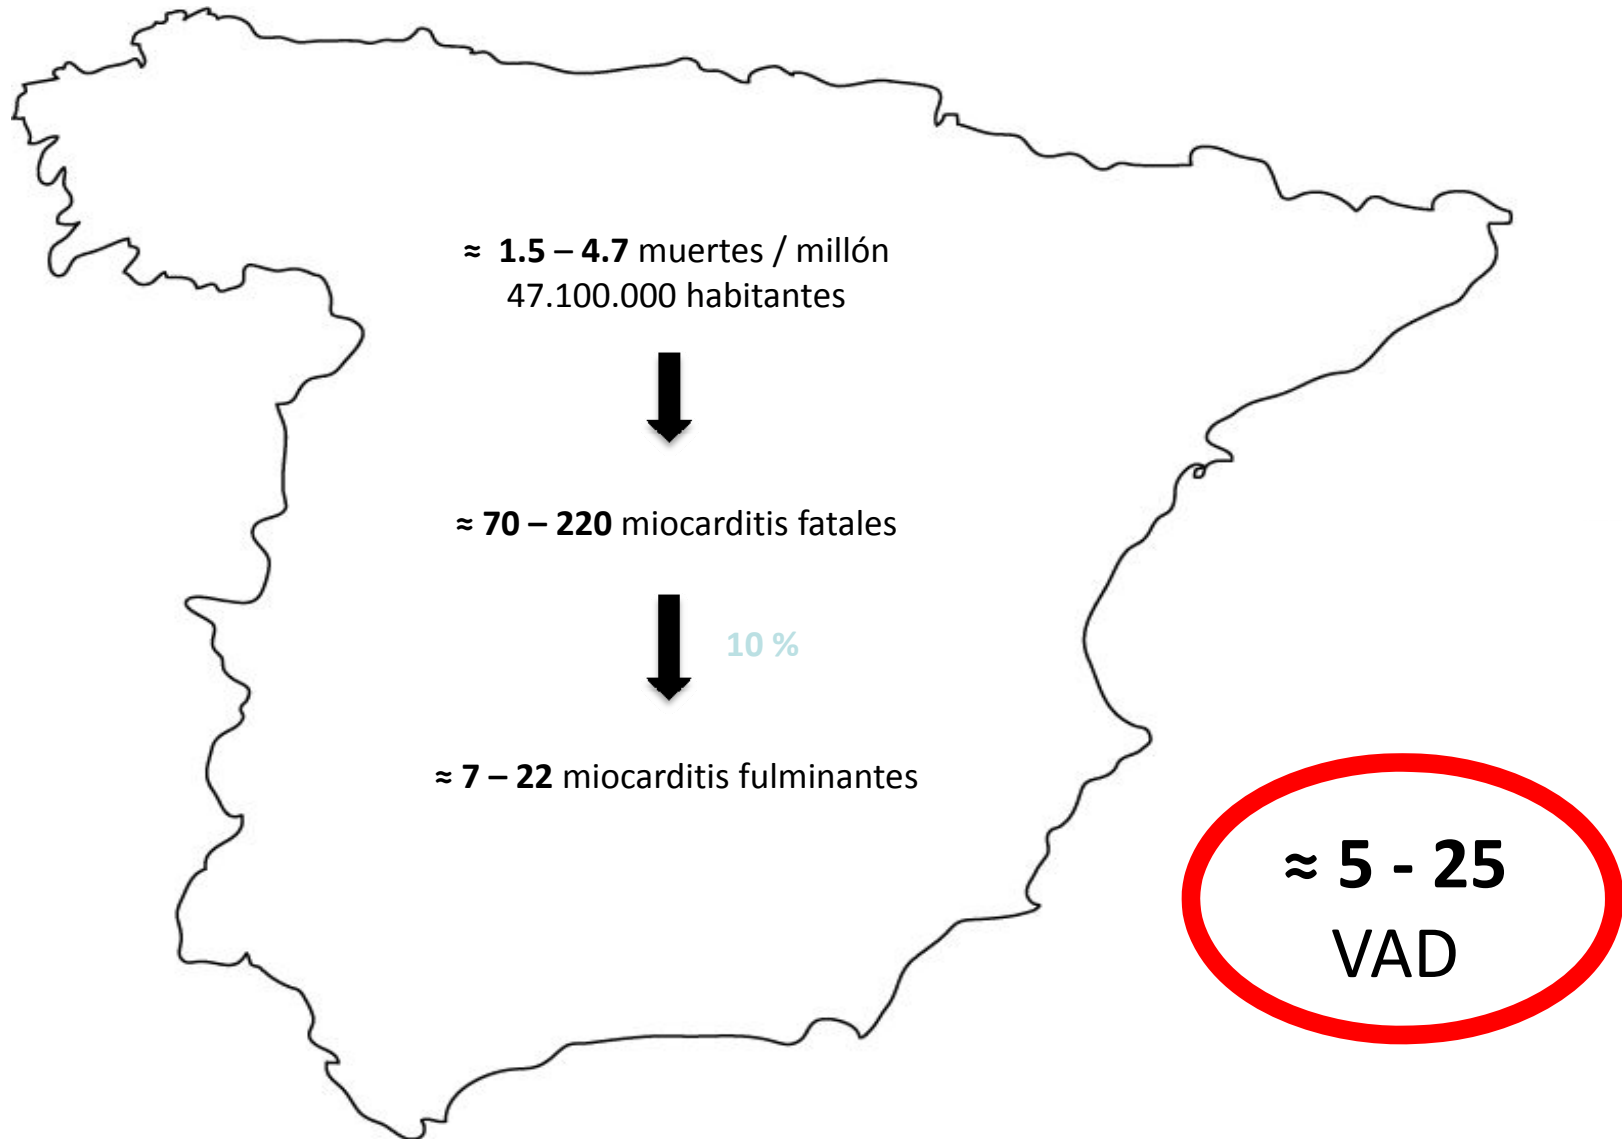 ≈ 1.5 – 4.7 muertes / millón
47.100.000 habitantes
≈ 70 – 220 miocarditis fatales
10 %
≈ 7 – 22 miocarditis fulminantes
≈ 5 - 25
VAD